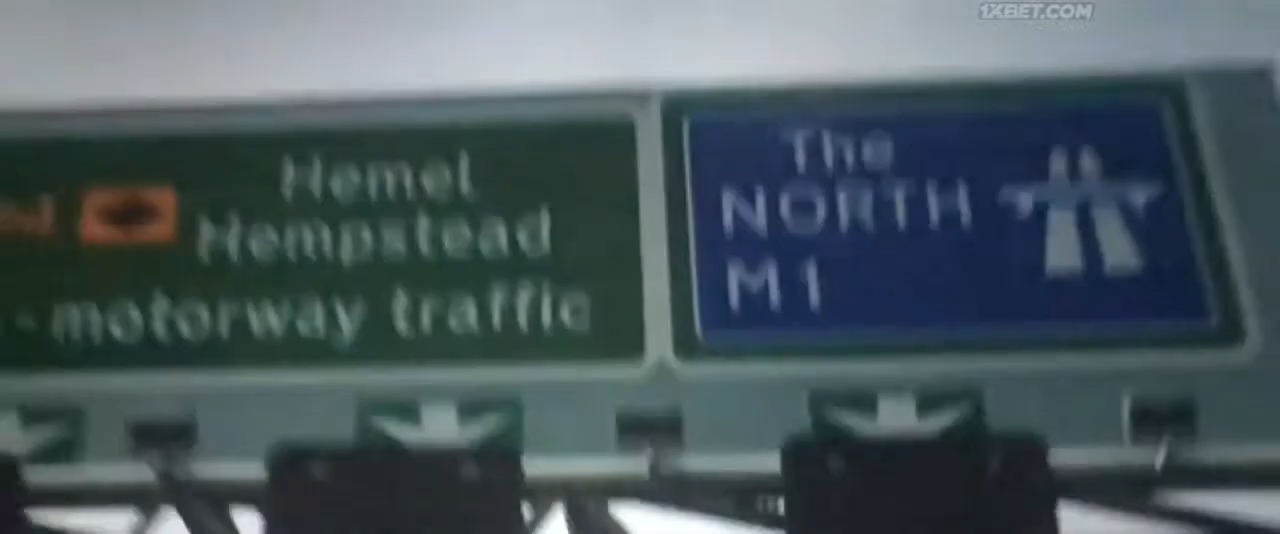 1XBET.COM
Hemel
Hempstead
- motorway traffic
The
NORTH
M1